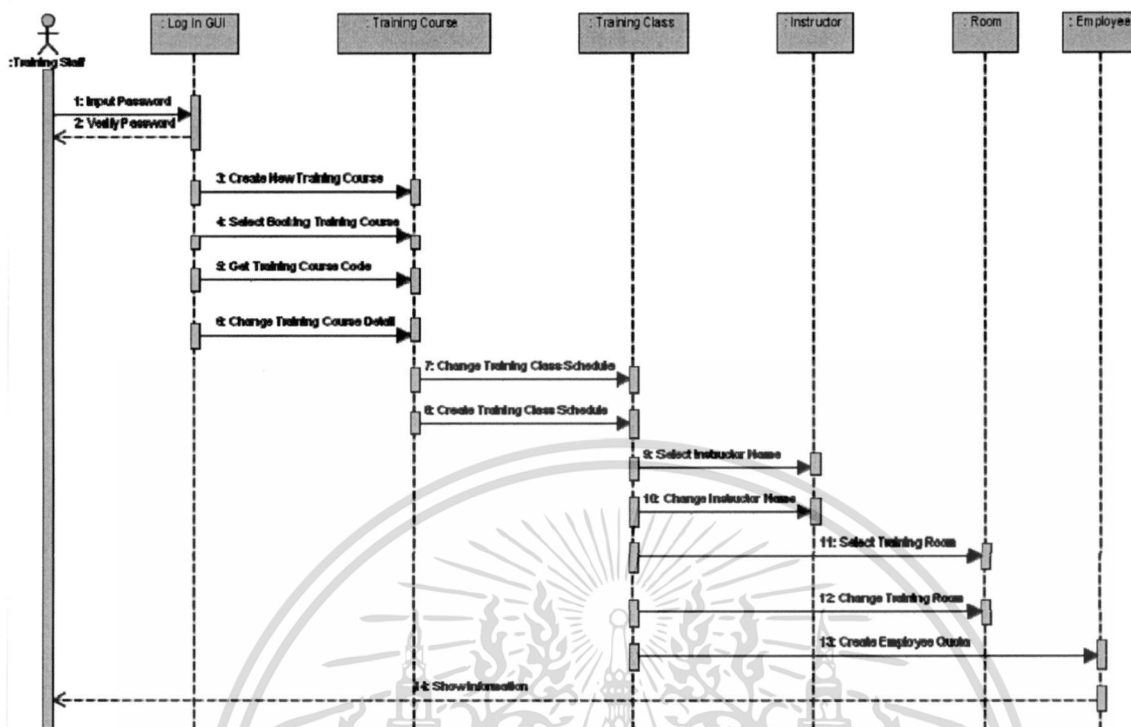 : Log In GUI
: Training Course
: Training Class
: Instructor
: Room
: Employee
:Training Staff
1: Input Password
2: Verify Password
3: Create New Training Course
4: Select Booking Training Course
5: Get Training Course Code
6: Change Training Course Detail
7: Change Training Class Schedule
8: Create Training Class Schedule
9: Select Instructor Name
10: Change Instructor Name
11: Select Training Room
12: Change Training Room
13: Create Employee Quota
14: Show Information